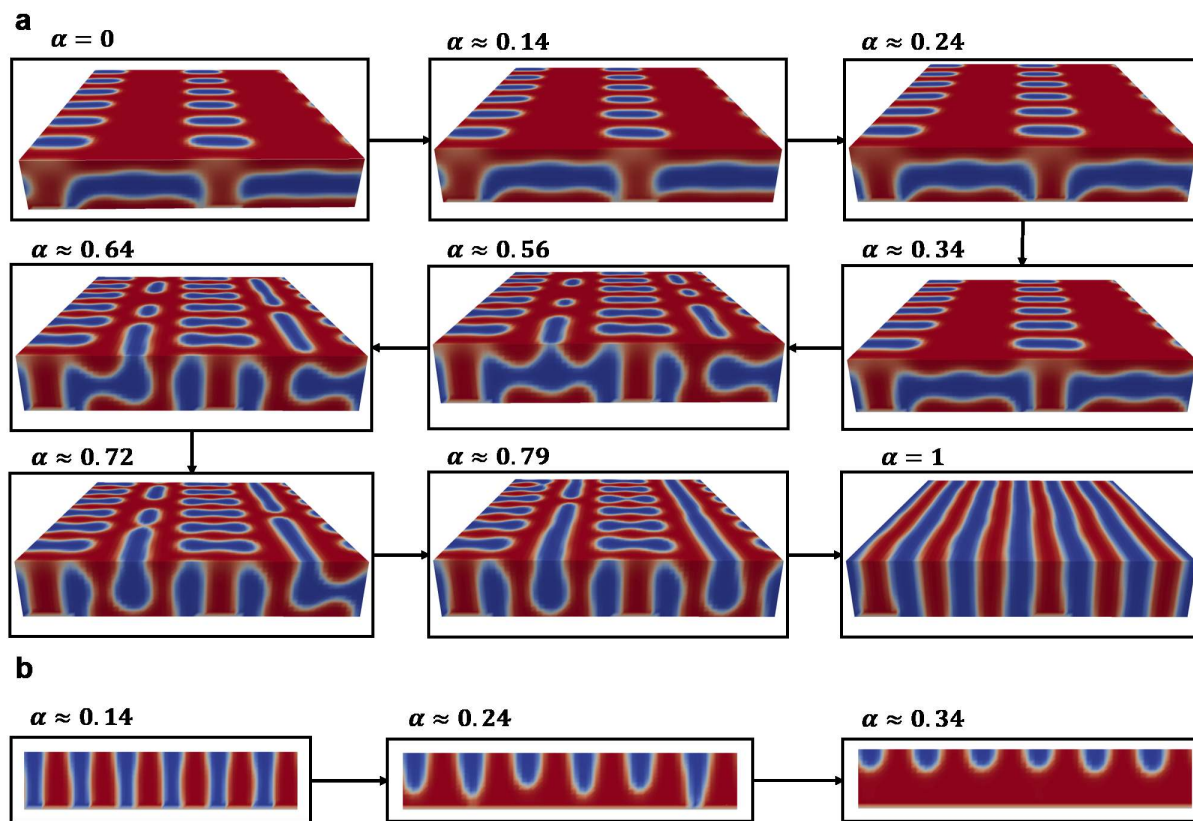 a
α = 0
α ≈ 0.14
α ≈ 0.24
α ≈ 0.64
α ≈ 0.56
α ≈ 0.34
α ≈ 0.72
α ≈ 0.79
α = 1
b
α ≈ 0.14
α ≈ 0.24
α ≈ 0.34